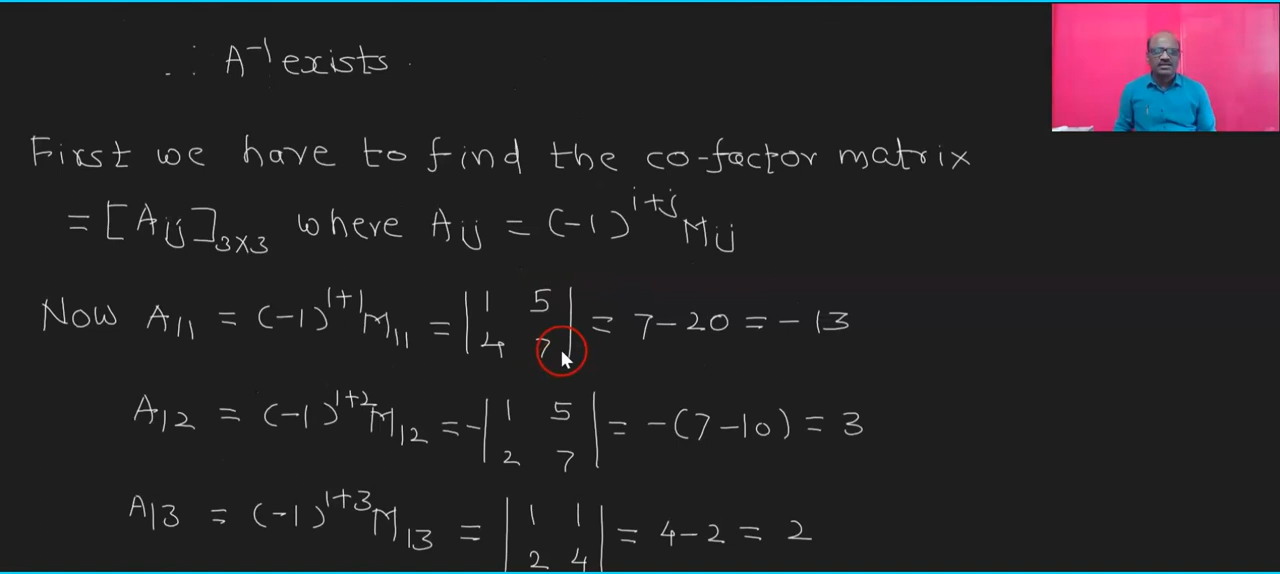 ∴ A⁻¹ exists.
First we have to find the co-factor matrix
= [Aij]₃ₓ₃ where Aij = (-1)^{i+j} Mij
Now A₁₁ = (-1)^{1+1} M₁₁ = |1 5; 4 7| = 7-20 = -13
A₁₂ = (-1)^{1+2} M₁₂ = -|1 5; 2 7| = -(7-10) = 3
A₁₃ = (-1)^{1+3} M₁₃ = |1 1; 2 4| = 4-2 = 2